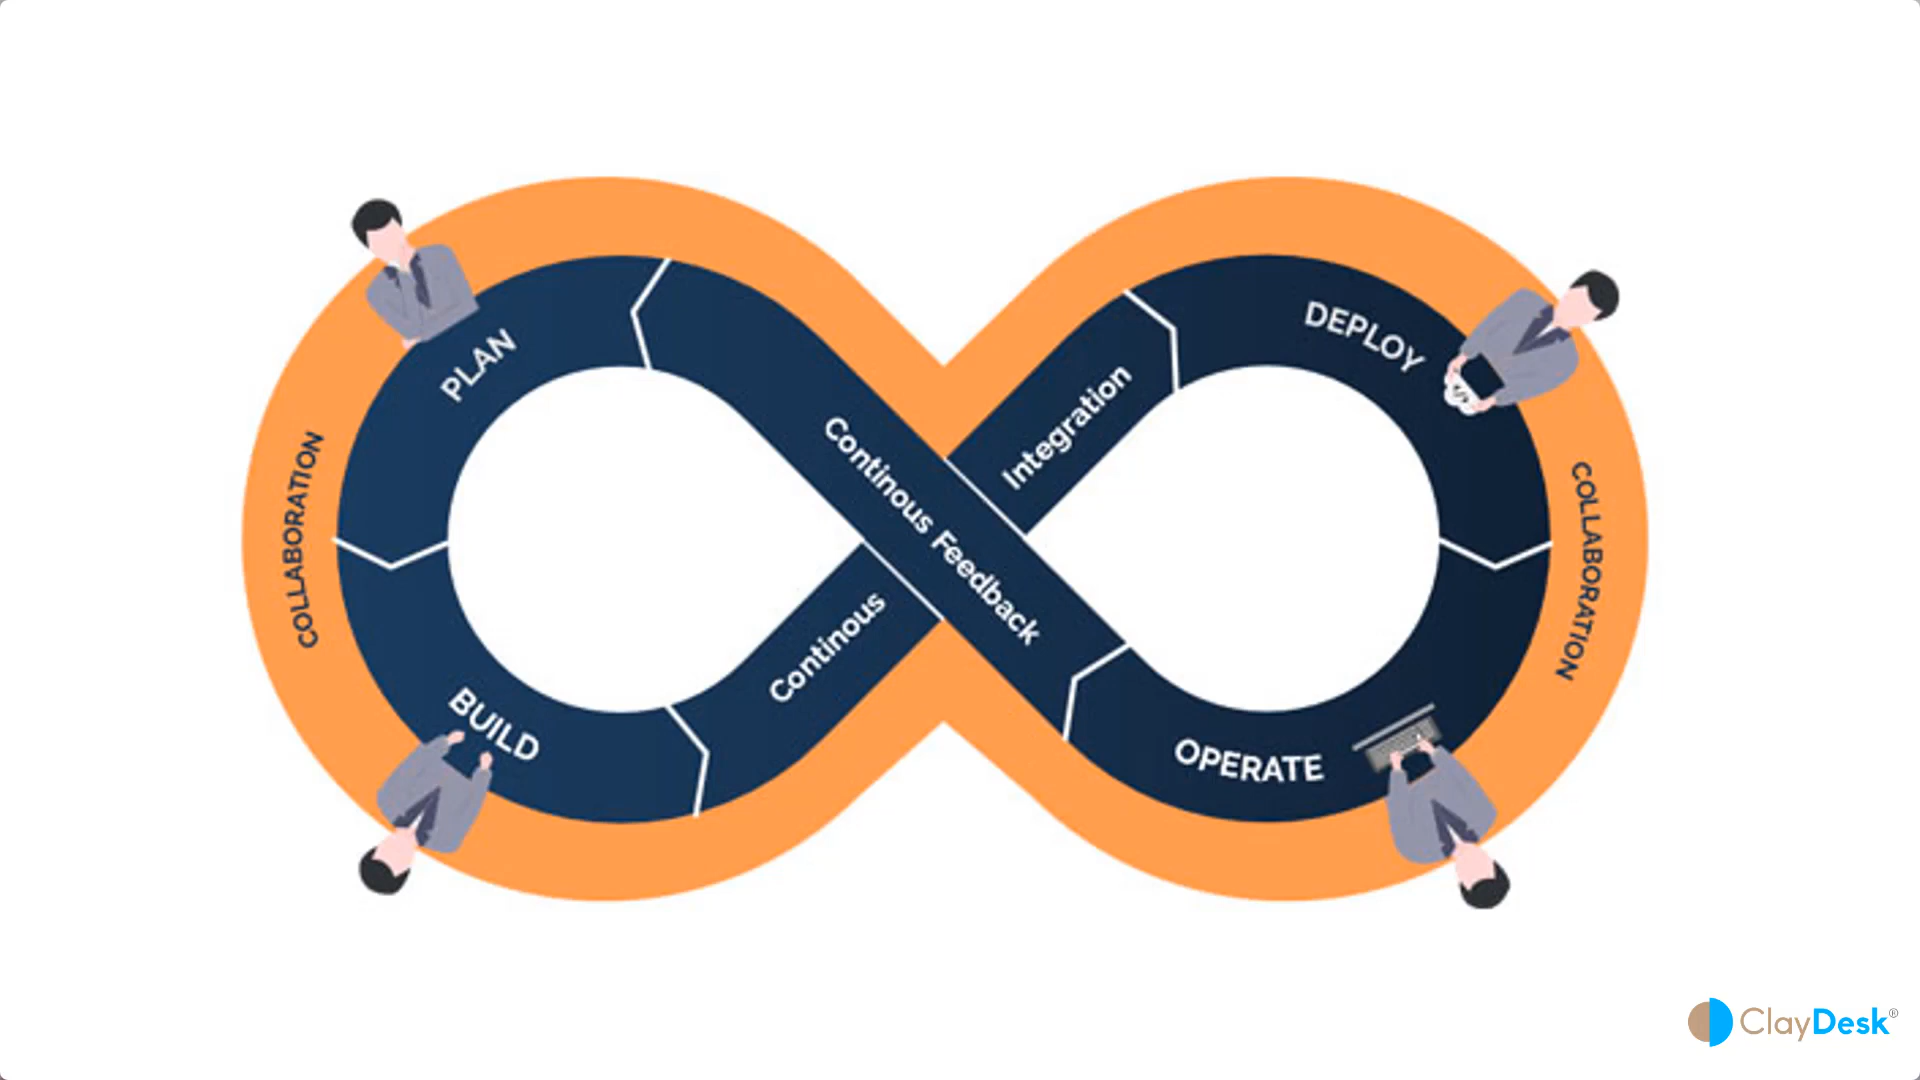 PLAN
DEPLOY
Integration
Continous Feedback
COLLABORATION
COLLABORATION
Continous
BUILD
OPERATE
</>
ClayDesk®